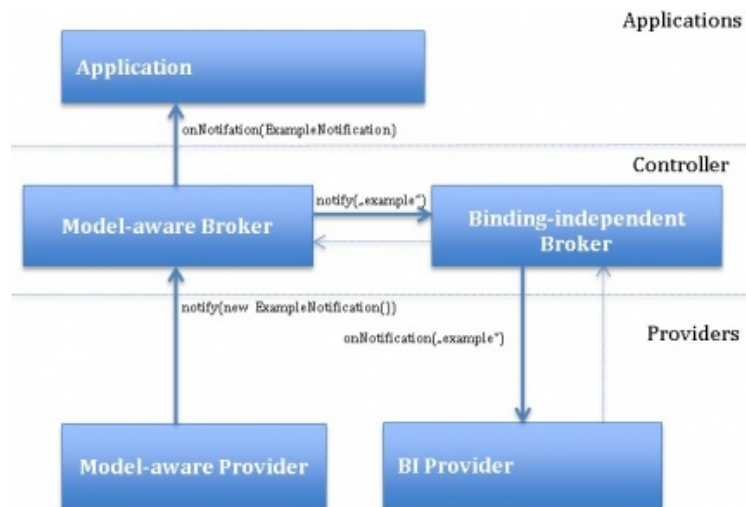 Applications
Application
onNotifation(ExampleNotification)
Controller
notify(„example“)
Model-aware Broker
Binding-independent
Broker
notify(new ExampleNotification())
onNotification(„example“)
Providers
Model-aware Provider
BI Provider